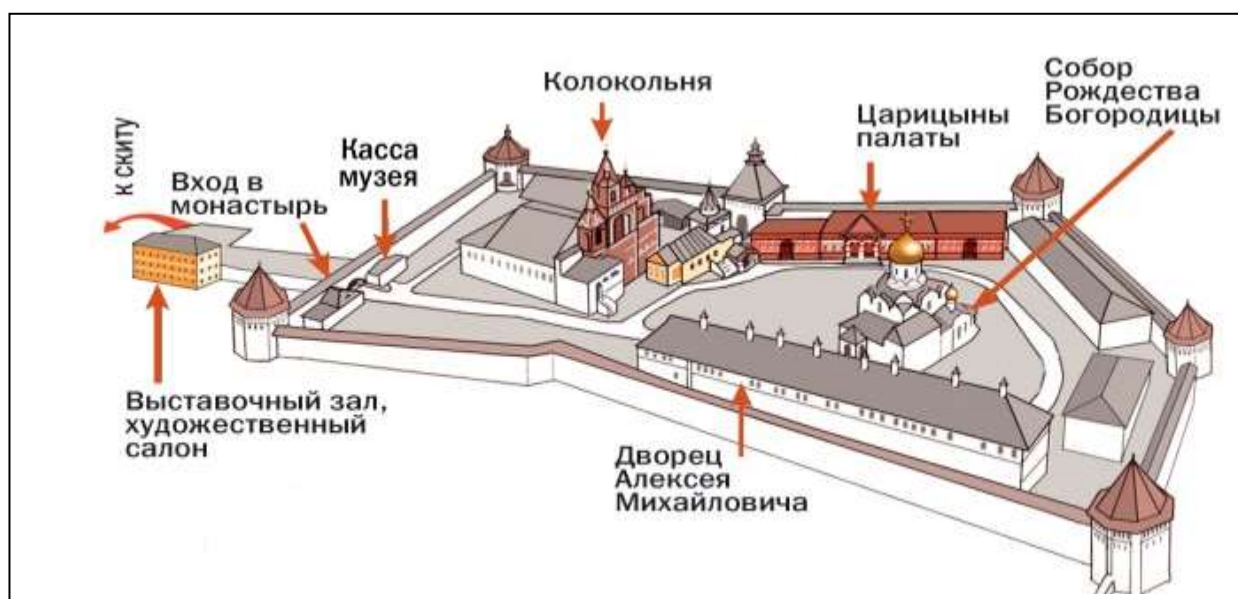 к скиту
Вход в
монастырь
Касса
музея
Колокольня
Царицыны
палаты
Собор
Рождества
Богородицы
Выставочный зал,
художественный
салон
Дворец
Алексея
Михайловича